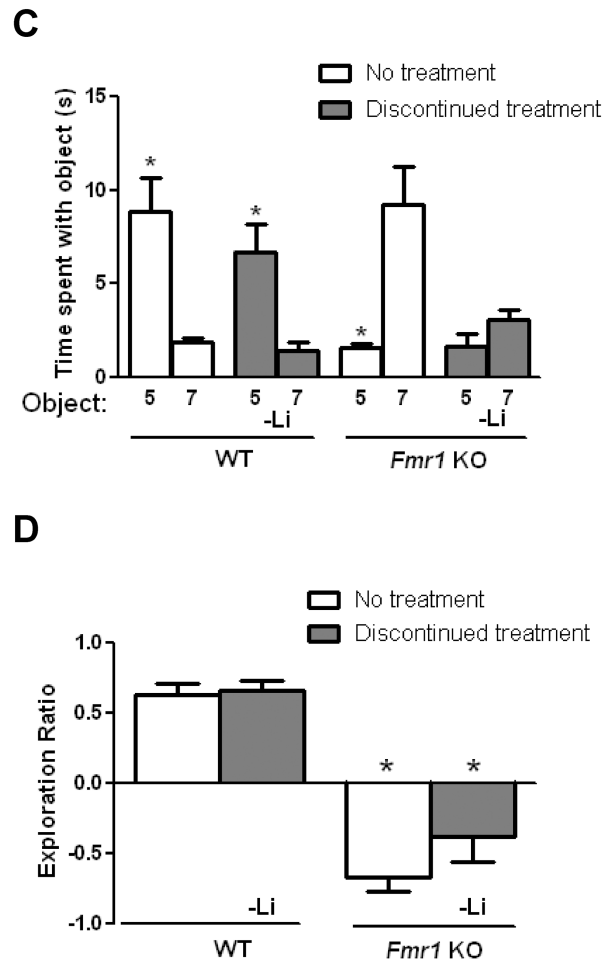 C
No treatment
Discontinued treatment
Time spent with object (s)
15
10
5
0
*
*
*
Object: 5 7 5 7 5 7 5 7
-Li -Li
WT Fmr1 KO
D
No treatment
Discontinued treatment
Exploration Ratio
1.0
0.5
0.0
-0.5
-1.0
* *
-Li -Li
WT Fmr1 KO